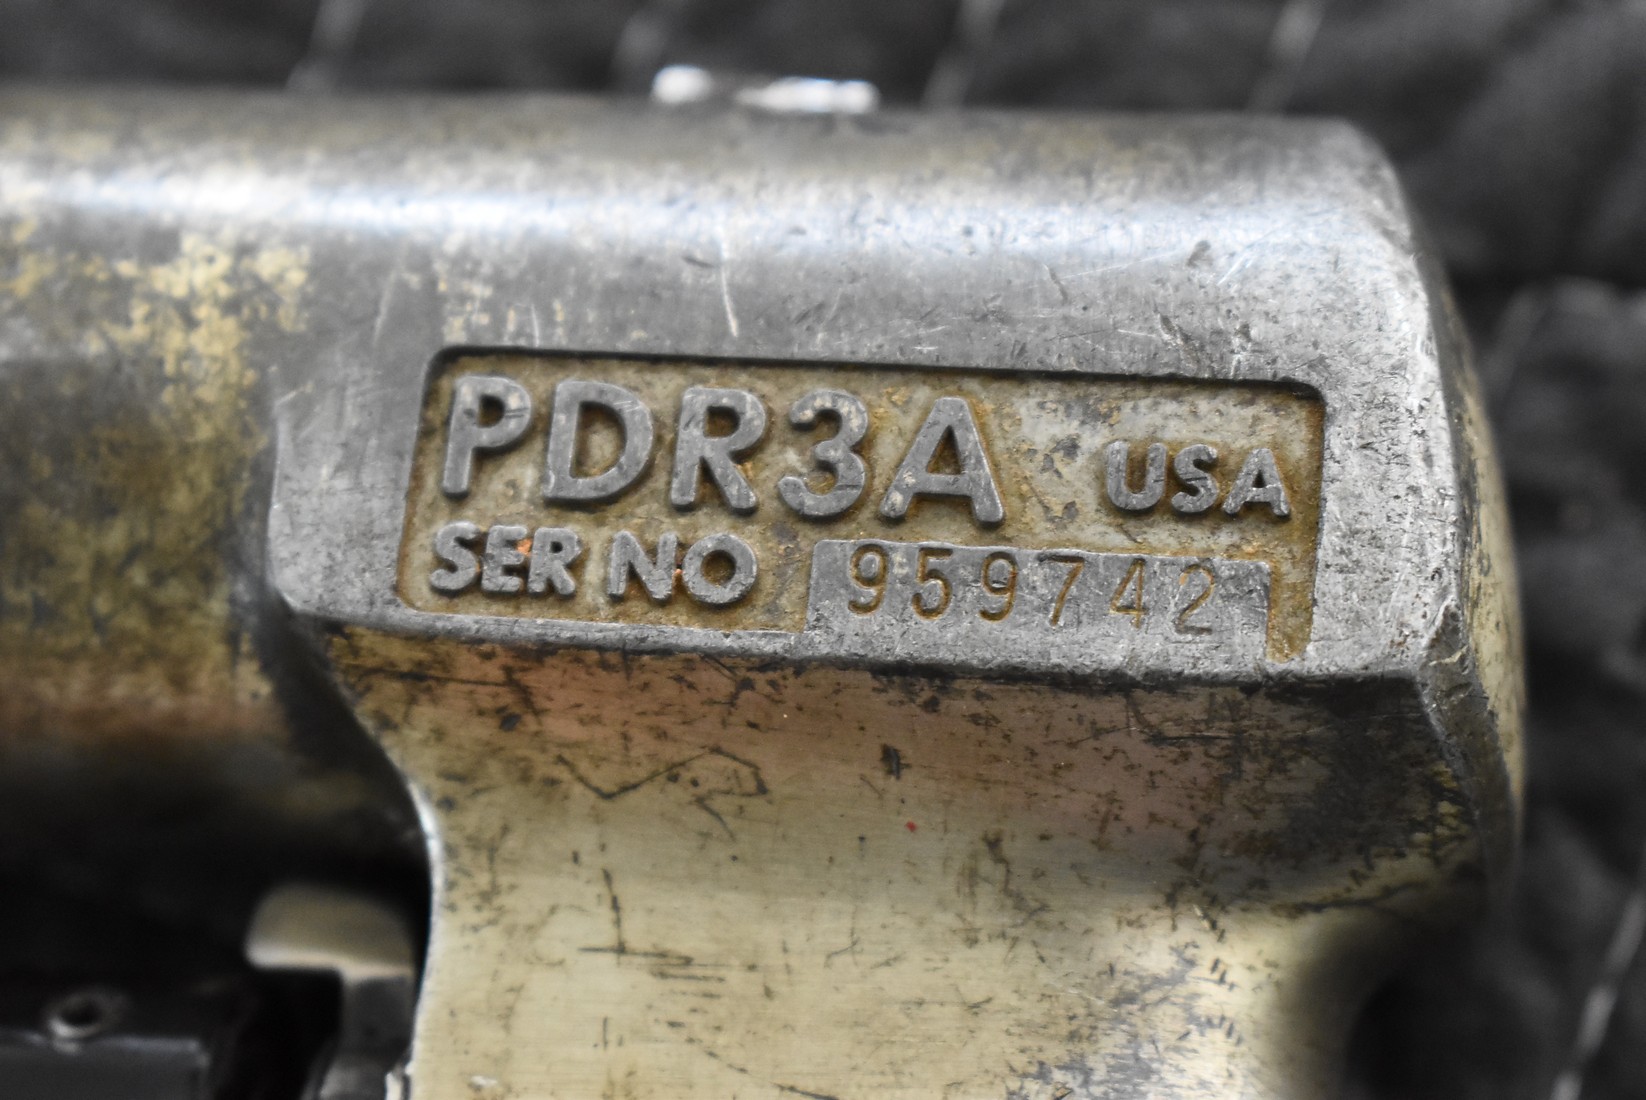 PDR3A USA
SER NO 959742